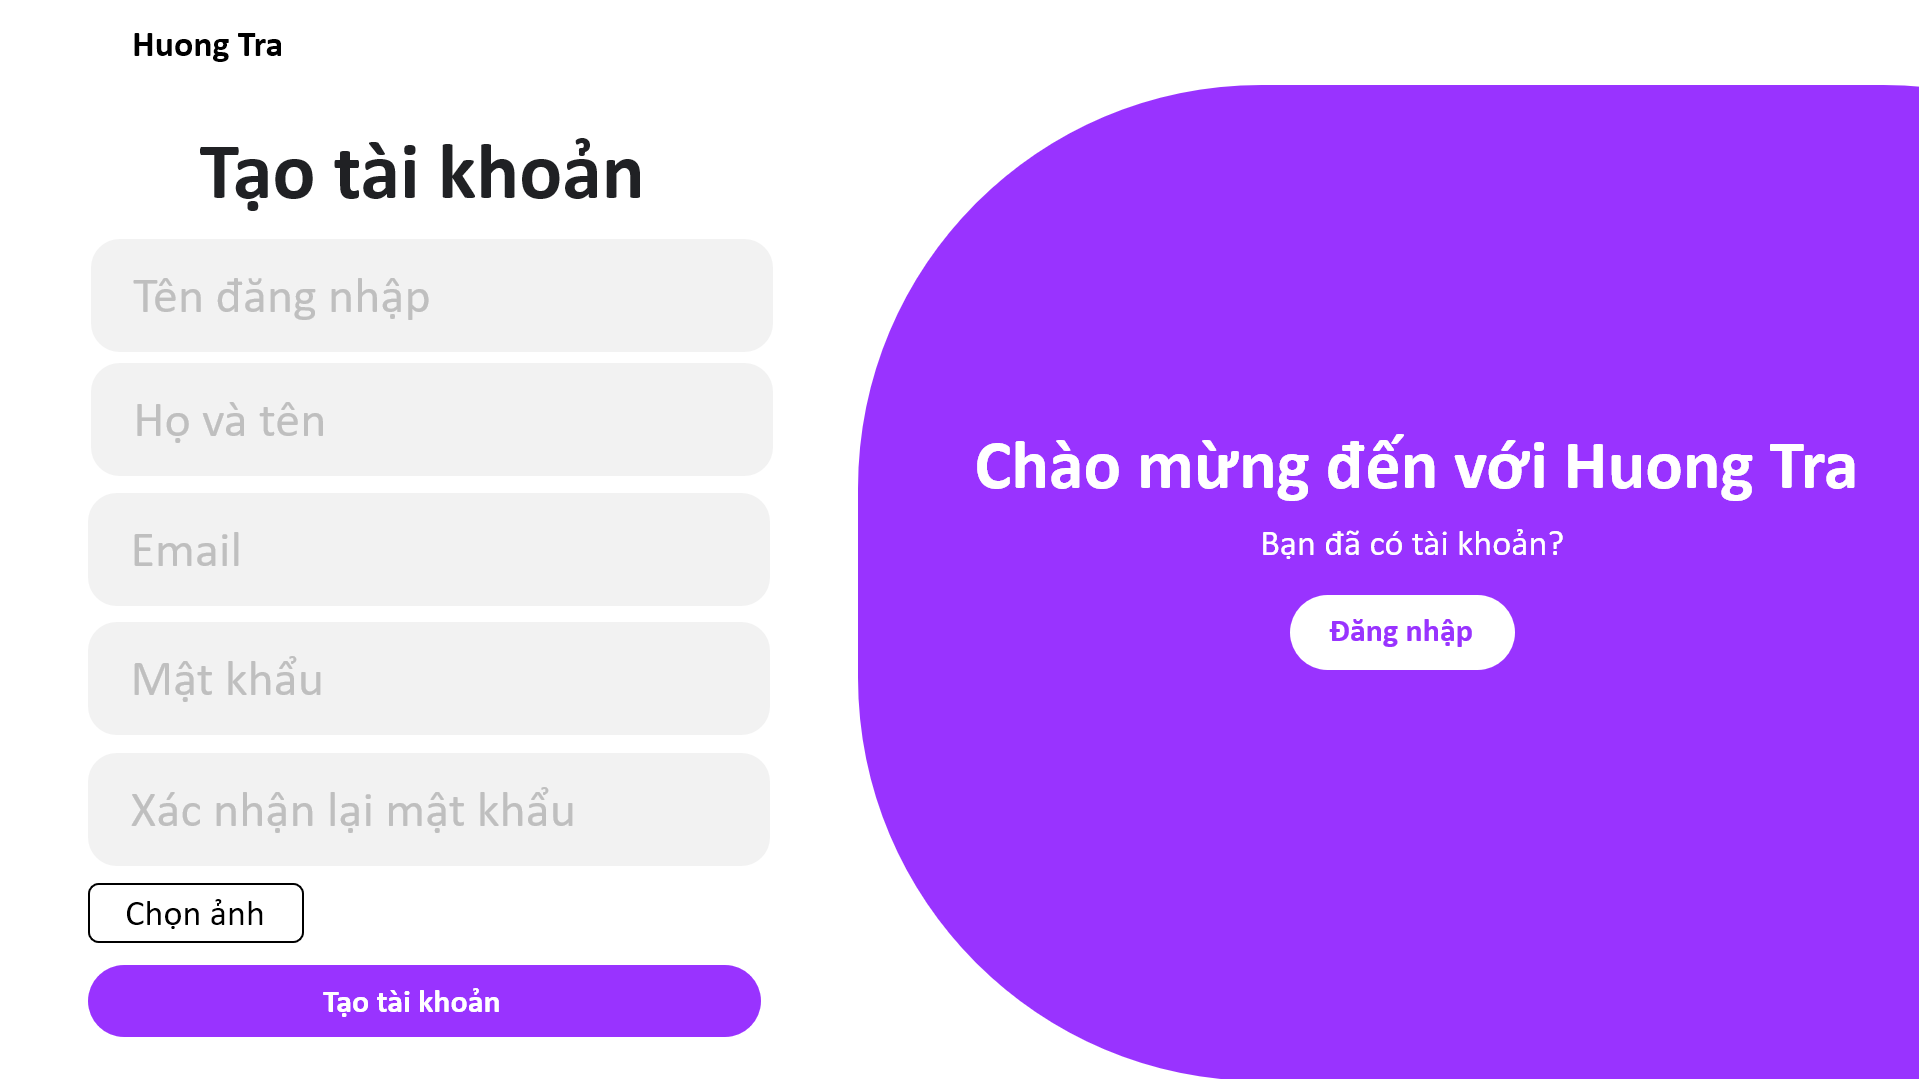 Huong Tra
Tạo tài khoản
Tên đăng nhập
Họ và tên
Email
Mật khẩu
Xác nhận lại mật khẩu
Chọn ảnh
Tạo tài khoản
Chào mừng đến với Huong Tra
Bạn đã có tài khoản?
Đăng nhập